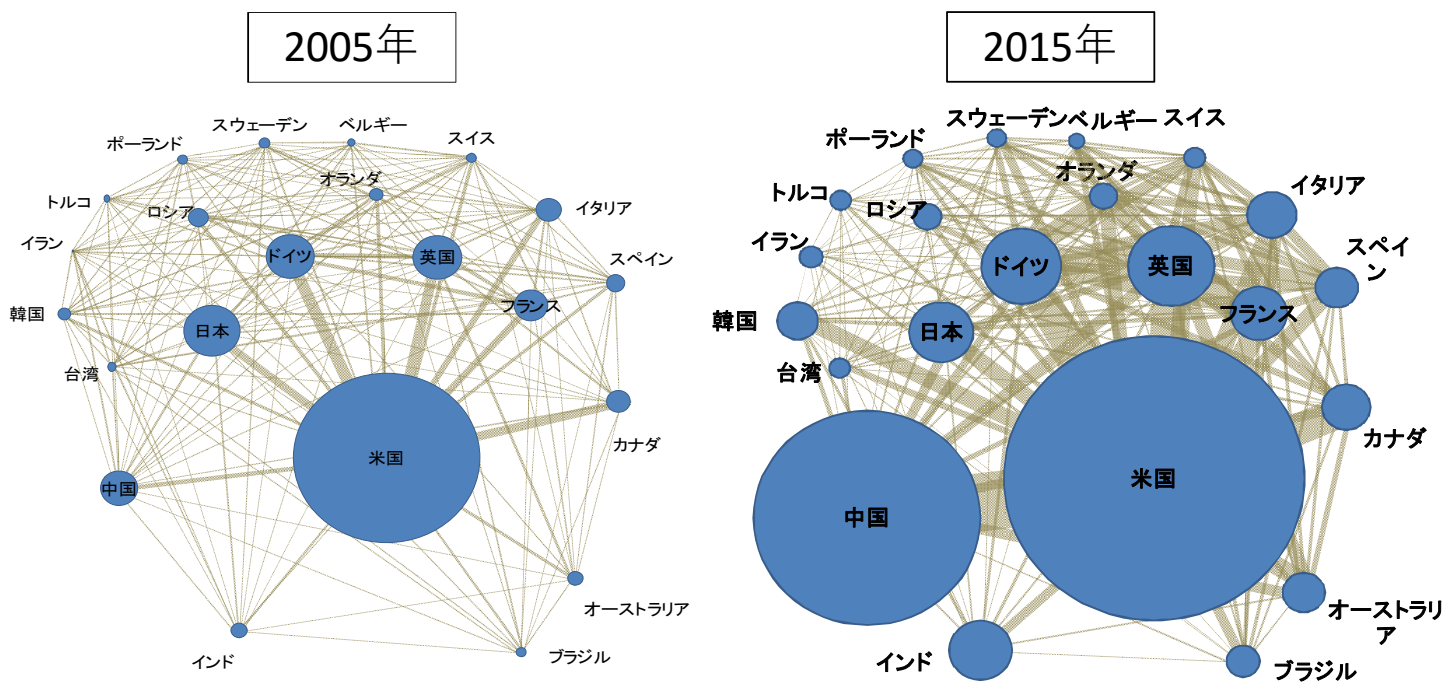 2005年
スウェーデン
ベルギー
ポーランド
スイス
オランダ
トルコ
ロシア
イタリア
イラン
ドイツ
英国
スペイン
韓国
日本
フランス
台湾
カナダ
米国
中国
オーストラリア
インド
ブラジル
2015年
スウェーデン
ベルギー
スイス
ポーランド
オランダ
トルコ
ロシア
イタリア
イラン
ドイツ
英国
スペイ
ン
韓国
日本
フランス
台湾
カナダ
米国
中国
オーストラリ
ア
インド
ブラジル